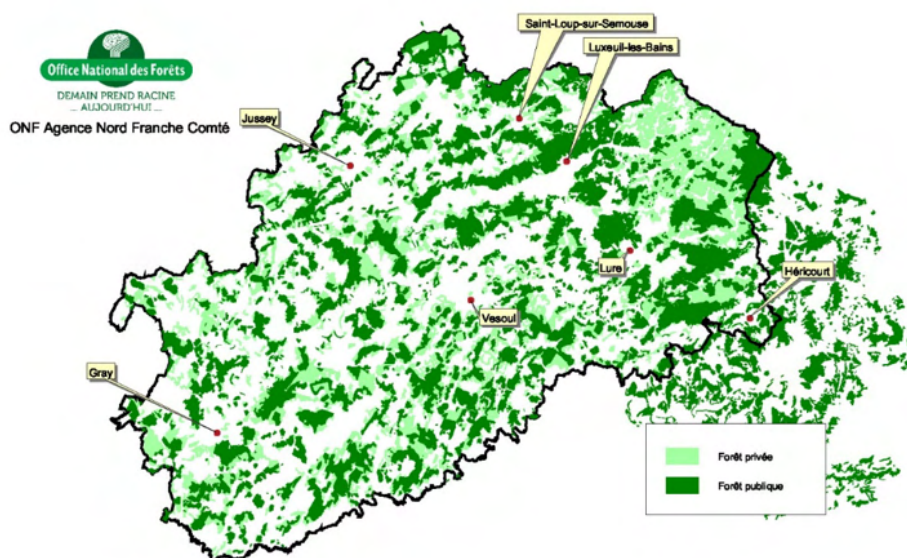 Office National des Forêts
DEMAIN PREND RACINE
_ AUJOURD'HUI _
ONF Agence Nord Franche Comté
Saint-Loup-sur-Semouse
Luxeuil-les-Bains
Jussey
Lure
Héricourt
Vesoul
Gray
Forêt privée
Forêt publique